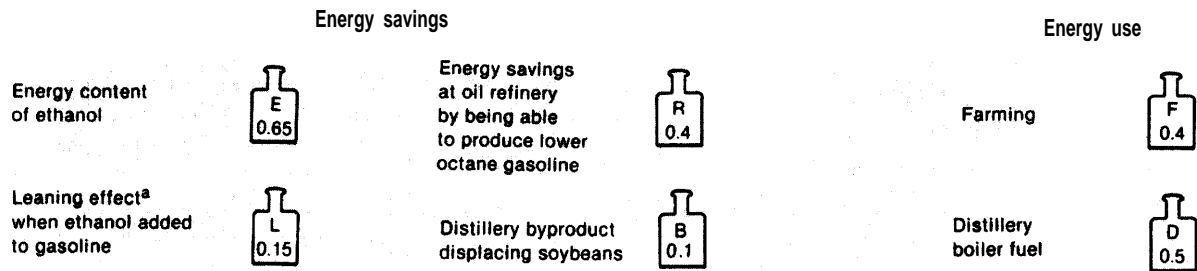 Energy savings
Energy use
Energy content
of ethanol
E
0.65
Energy savings
at oil refinery
by being able
to produce lower
octane gasoline
R
0.4
Farming
F
0.4
Leaning effectª
when ethanol added
to gasoline
L
0.15
Distillery byproduct
displacing soybeans
B
0.1
Distillery
boiler fuel
D
0.5